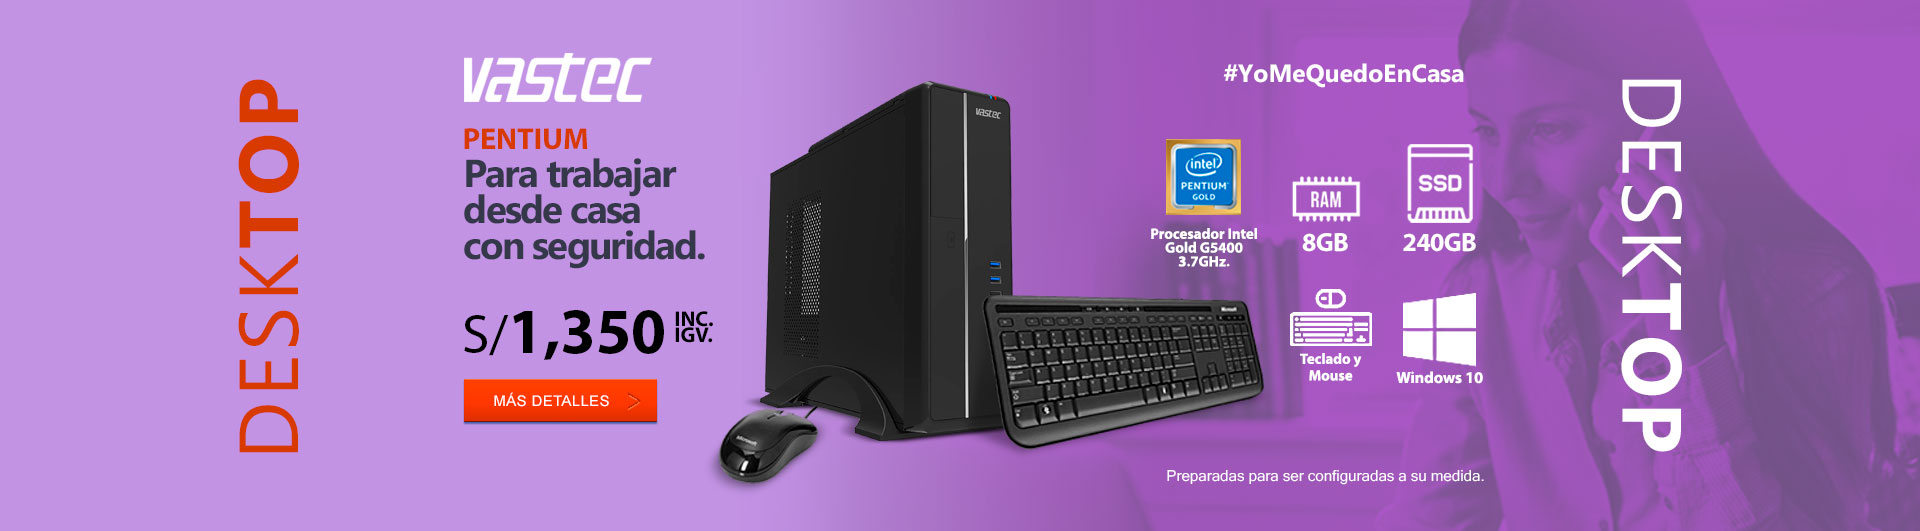 DESKTOP
vastec
PENTIUM
Para trabajar
desde casa
con seguridad.
S/1,350 INC.
IGV.
MÁS DETALLES >
vastec
Microsoft
Microsoft
#YoMeQuedoEnCasa
intel
PENTIUM
GOLD
Procesador Intel
Gold G5400
3.7GHz.
RAM
8GB
SSD
240GB
Teclado y
Mouse
Windows 10
Preparadas para ser configuradas a su medida.
DESKTOP